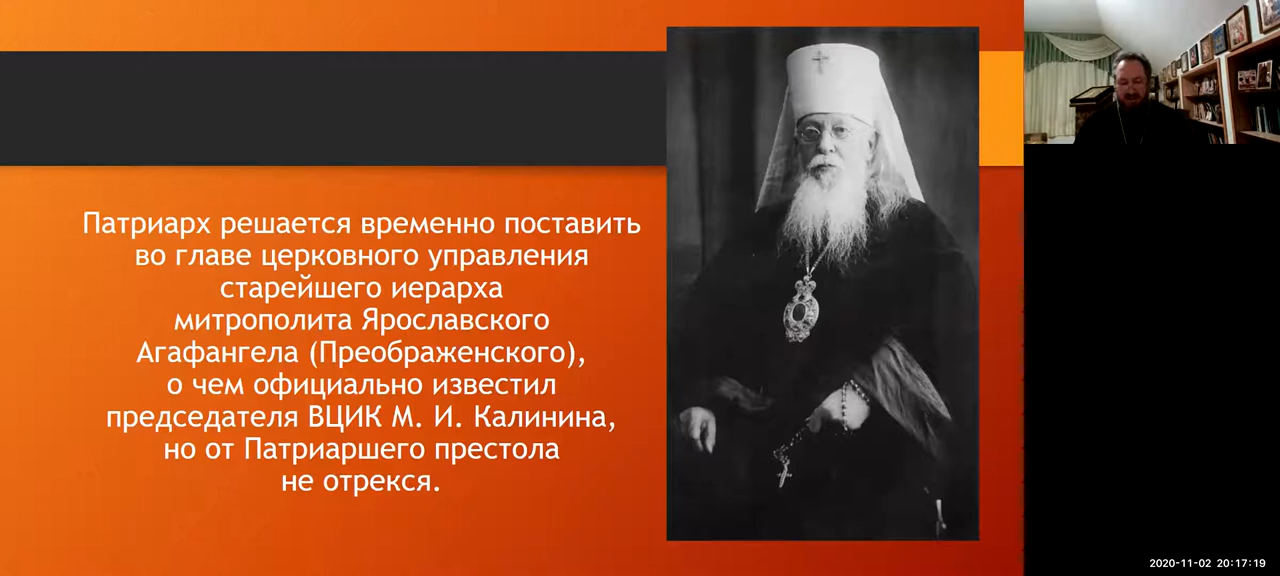 Патриарх решается временно поставить
во главе церковного управления
старейшего иерарха
митрополита Ярославского
Агафангела (Преображенского),
о чем официально известил
председателя ВЦИК М. И. Калинина,
но от Патриаршего престола
не отрекся.
2020-11-02 20:17:19